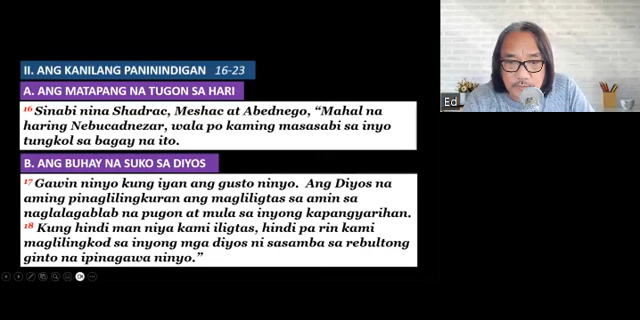 II. ANG KANILANG PANININDIGAN 16-23
A. ANG MATAPANG NA TUGON SA HARI
16 Sinabi nina Shadrac, Meshac at Abednego, “Mahal na
haring Nebucadnezar, wala po kaming masasabi sa inyo
tungkol sa bagay na ito.
B. ANG BUHAY NA SUKO SA DIYOS
17 Gawin ninyo kung iyan ang gusto ninyo. Ang Diyos na
aming pinaglilingkuran ang magliligtas sa amin sa
naglalagablab na pugon at mula sa inyong kapangyarihan.
18 Kung hindi man niya kami iligtas, hindi pa rin kami
maglilingkod sa inyong mga diyos ni sasamba sa rebultong
ginto na ipinagawa ninyo.”
Ed